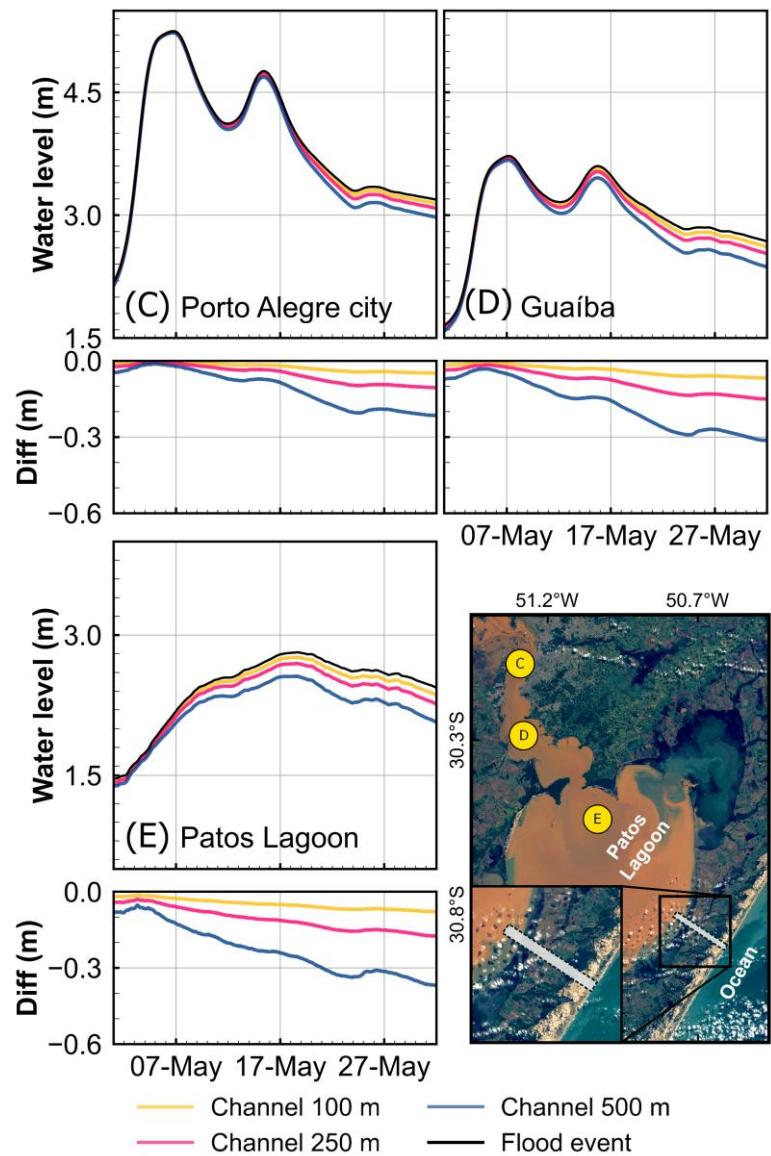 Water level (m)
4.5
3.0
1.5
(C) Porto Alegre city
(D) Guaíba
Diff (m)
0.0
−0.3
−0.6
07-May 17-May 27-May
Water level (m)
3.0
1.5
(E) Patos Lagoon
Diff (m)
0.0
−0.3
−0.6
07-May 17-May 27-May
51.2°W 50.7°W
30.3°S
30.8°S
C
D
E
Patos
Lagoon
Ocean
Channel 100 m
Channel 500 m
Channel 250 m
Flood event